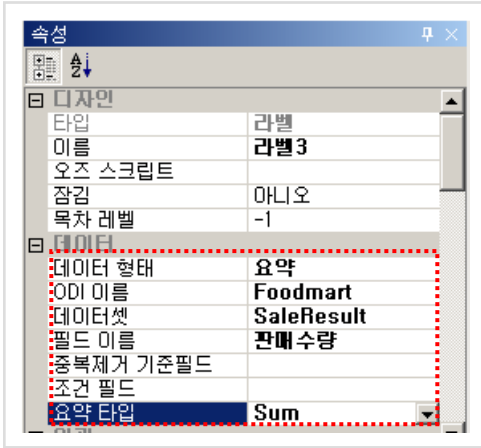 속성
디자인
타입 라벨
이름 라벨3
오즈 스크립트
잠김 아니오
목차 레벨 -1
데이터
데이터 형태 요약
ODI 이름 Foodmart
데이터셋 SaleResult
필드 이름 판매수량
중복제거 기준필드
조건 필드
요약 타입 Sum